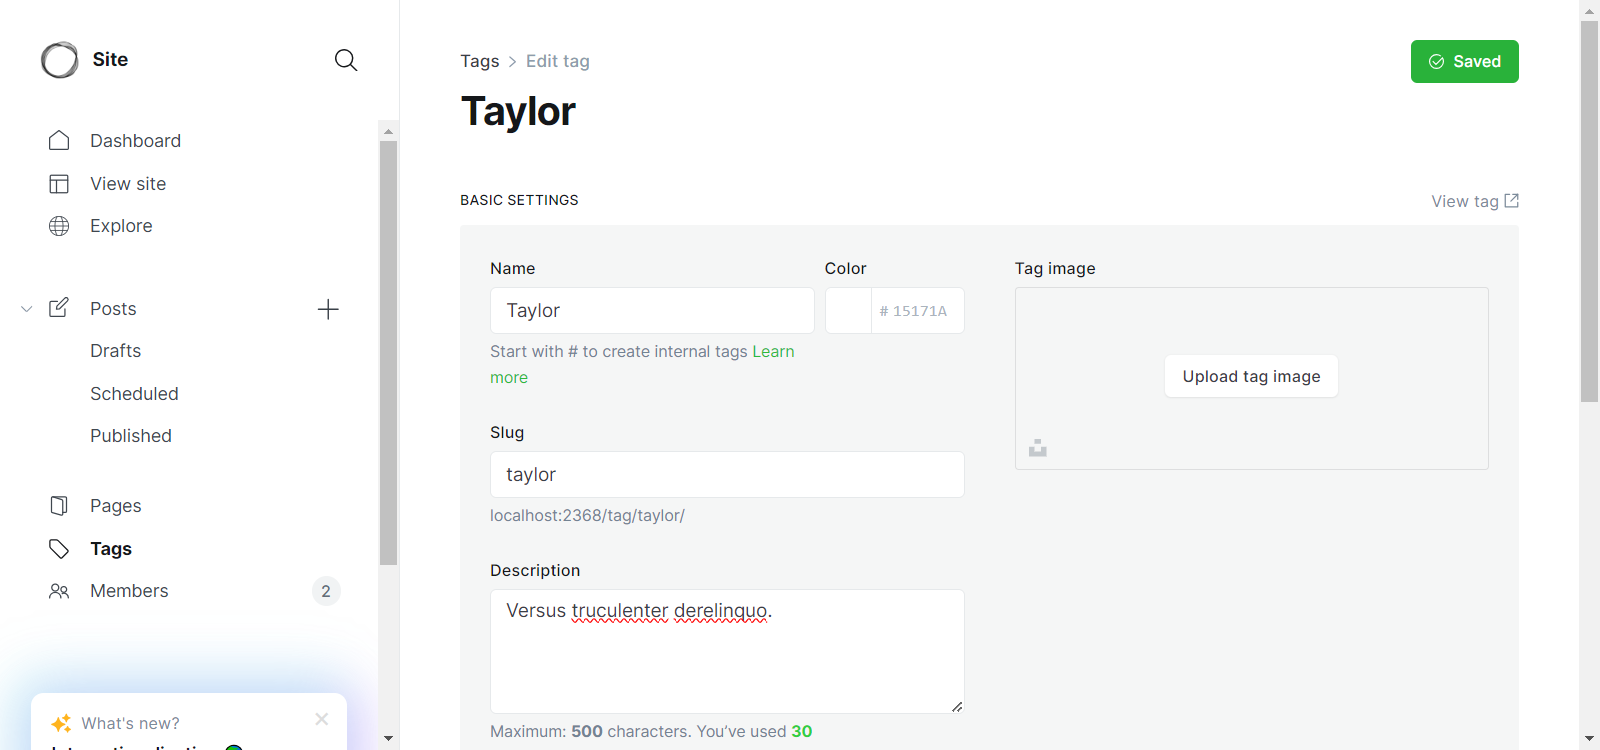 Site
Dashboard
View site
Explore
Posts
Drafts
Scheduled
Published
Pages
Tags
Members
2
What's new?
Tags > Edit tag
Saved
Taylor
BASIC SETTINGS
View tag
Name
Taylor
Start with # to create internal tags Learn
more
Color
# 15171A
Tag image
Upload tag image
Slug
taylor
localhost:2368/tag/taylor/
Description
Versus truculenter derelinquo.
Maximum: 500 characters. You've used 30